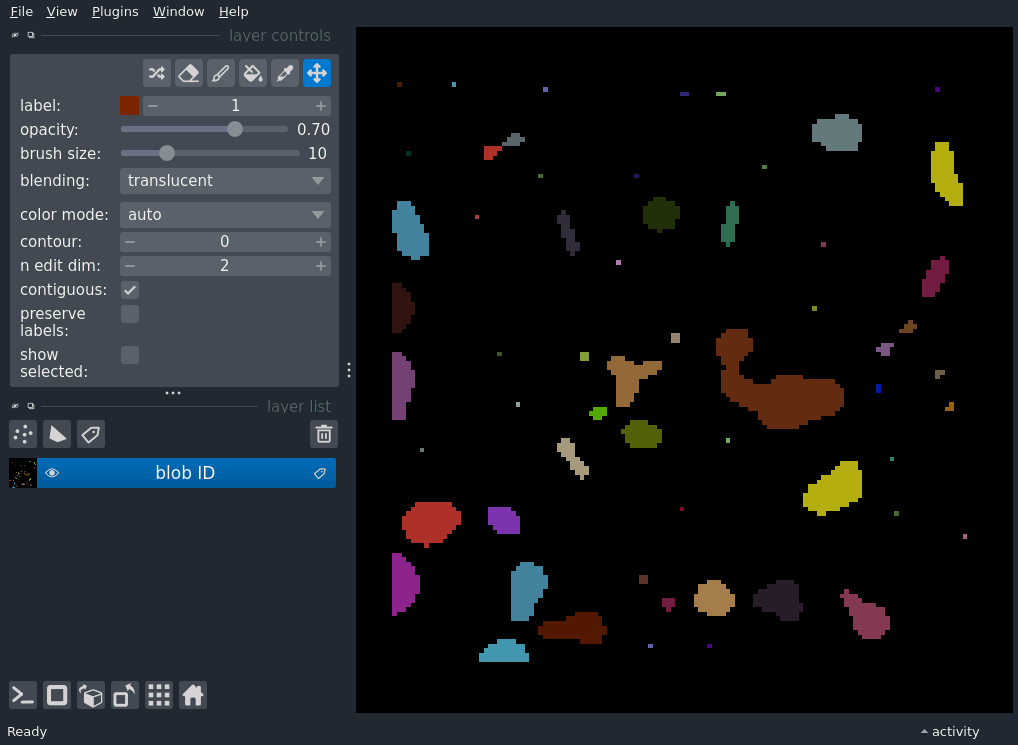 File View Plugins Window Help
layer controls
label: 1
opacity: 0.70
brush size: 10
blending: translucent
color mode: auto
contour: 0
n edit dim: 2
contiguous:
preserve
labels:
show
selected:
layer list
blob ID
Ready
activity